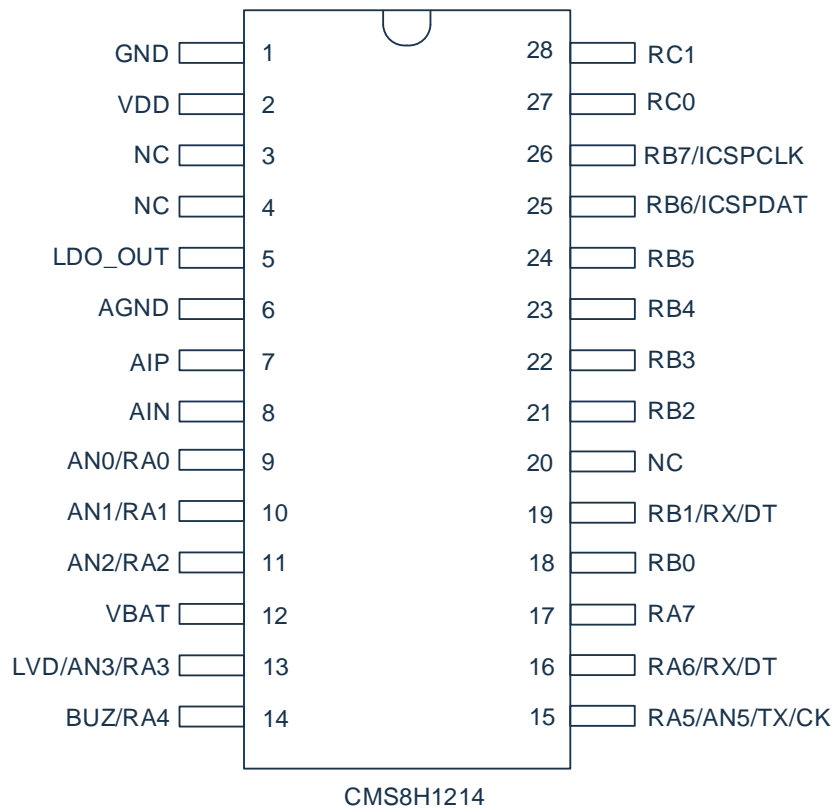 GND 1 28 RC1
VDD 2 27 RC0
NC 3 26 RB7/ICSPCLK
NC 4 25 RB6/ICSPDAT
LDO_OUT 5 24 RB5
AGND 6 23 RB4
AIP 7 22 RB3
AIN 8 21 RB2
AN0/RA0 9 20 NC
AN1/RA1 10 19 RB1/RX/DT
AN2/RA2 11 18 RB0
VBAT 12 17 RA7
LVD/AN3/RA3 13 16 RA6/RX/DT
BUZ/RA4 14 15 RA5/AN5/TX/CK
CMS8H1214